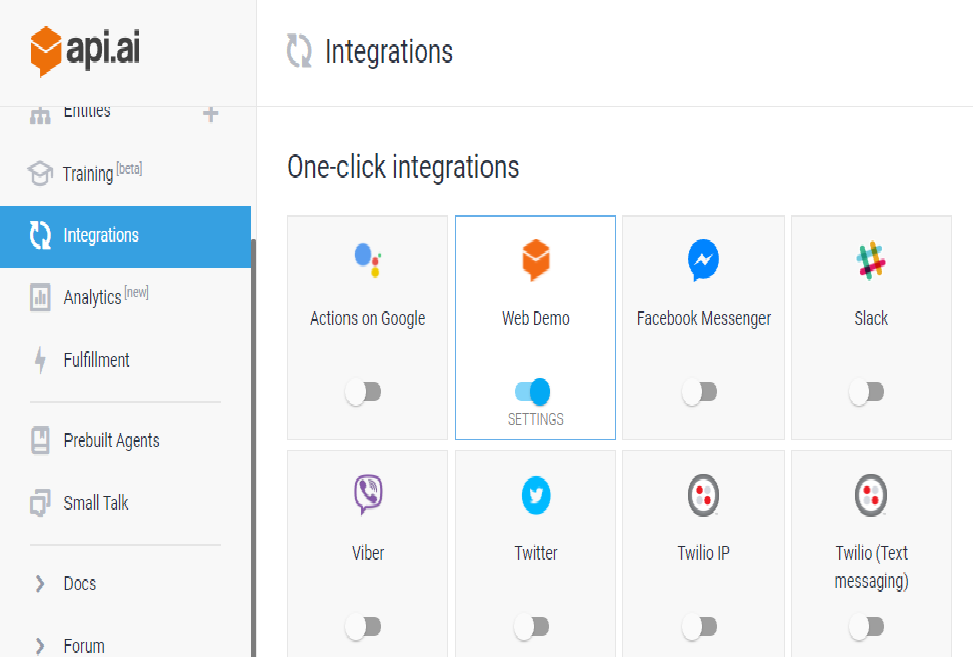 api.ai
Entities
Training [beta]
Integrations
Analytics [new]
Fulfillment
Prebuilt Agents
Small Talk
Docs
Forum
Integrations
One-click integrations
Actions on Google
Web Demo
SETTINGS
Facebook Messenger
Slack
Viber
Twitter
Twilio IP
Twilio (Text
messaging)